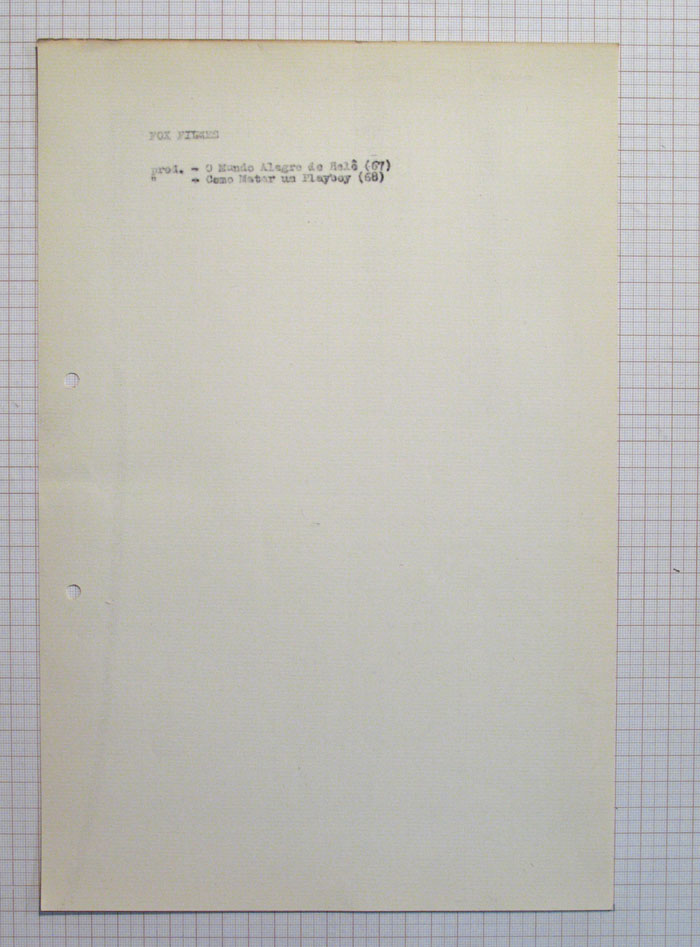 FOX FILMES
prod. - O Mundo Alegre de Helô (67)
" - Como Matar um Playboy (68)